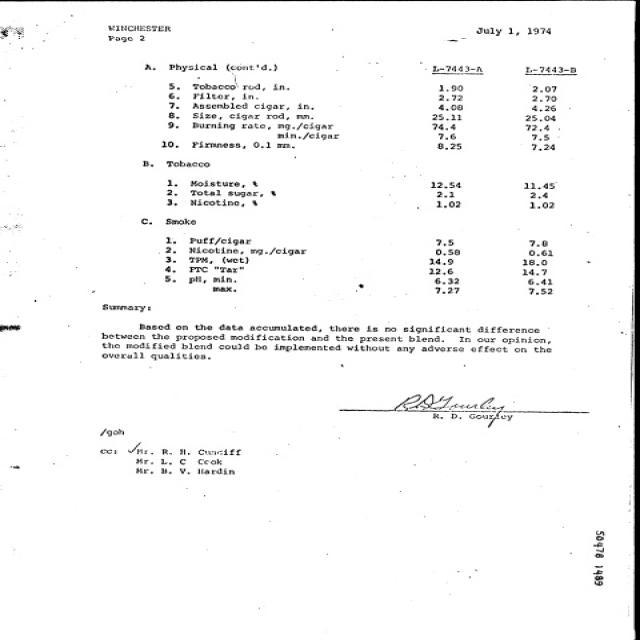 WINCHESTER
Page 2
July 1, 1974
A. Physical (cont'd.) L-7443-A L-7443-B
5. Tobacco rod, in. 1.90 2.07
6. Filter, in. 2.72 2.70
7. Assembled cigar, in. 4.08 4.26
8. Size, cigar rod, mm. 25.11 25.04
9. Burning rate, mg./cigar 74.4 72.4
min./cigar 7.6 7.5
10. Firmness, 0.1 mm. 8.25 7.24
B. Tobacco
1. Moisture, % 12.54 11.45
2. Total sugar, % 2.1 2.4
3. Nicotine, % 1.02 1.02
C. Smoke
1. Puff/cigar 7.5 7.8
2. Nicotine, mg./cigar 0.58 0.61
3. TPM, (wet) 14.9 18.0
4. FTC "Tar" 12.6 14.7
5. pH, min. 6.32 6.41
max. 7.27 7.52
Summary:
Based on the data accumulated, there is no significant difference
between the proposed modification and the present blend. In our opinion,
the modified blend could be implemented without any adverse effect on the
overall qualities.
R.D. Gourley
R. D. Gourley
/goh
cc: ✓Mr. R. H. Cundiff
Mr. L. C Cook
Mr. B. V. Hardin
50478 1489